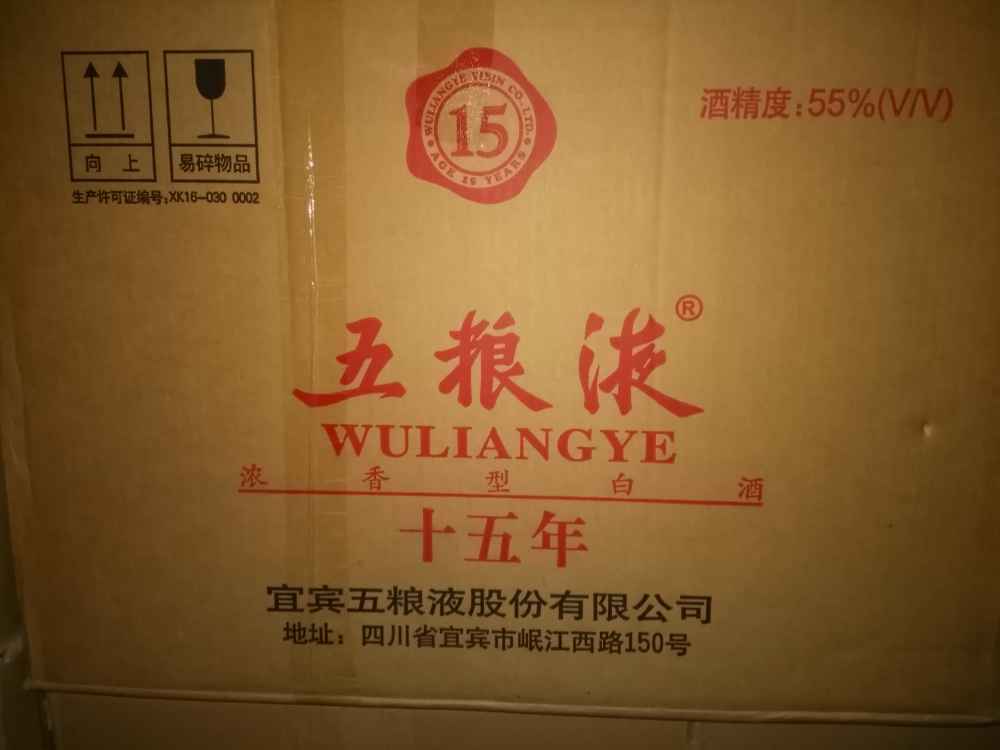 向 上
易碎物品
生产许可证编号:XK16-030 0002
WULIANGYE YIBIN CO.,LTD.
15
AGE 15 YEARS
酒精度:55%(V/V)
五粮液®
WULIANGYE
浓 香 型 白 酒
十五年
宜宾五粮液股份有限公司
地址：四川省宜宾市岷江西路150号